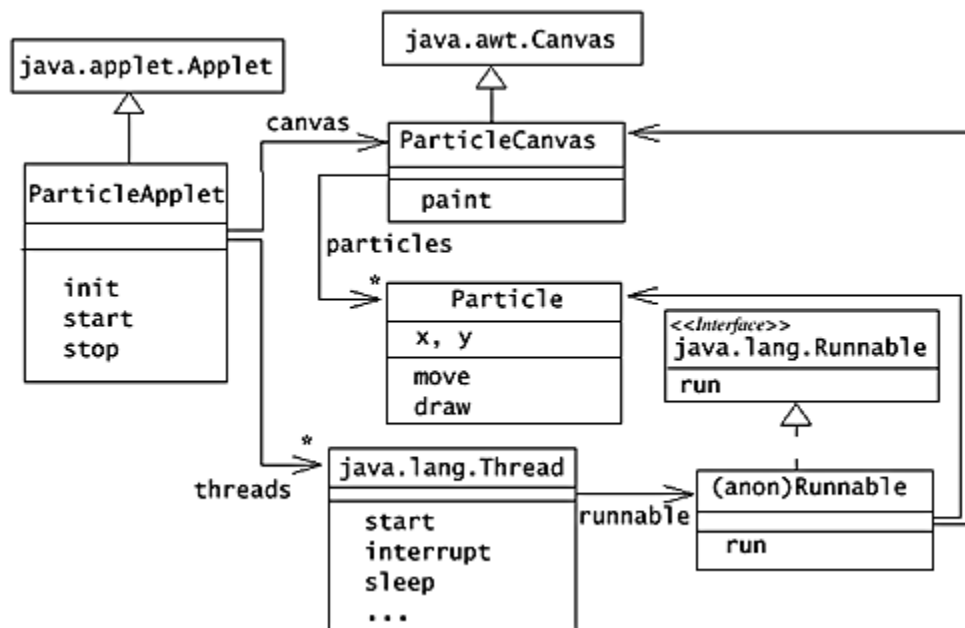 java.applet.Applet
java.awt.Canvas
canvas
ParticleCanvas
paint
ParticleApplet
init
start
stop
particles
*
Particle
x, y
move
draw
<<Interface>>
java.lang.Runnable
run
*
threads
java.lang.Thread
start
interrupt
sleep
...
runnable
(anon)Runnable
run